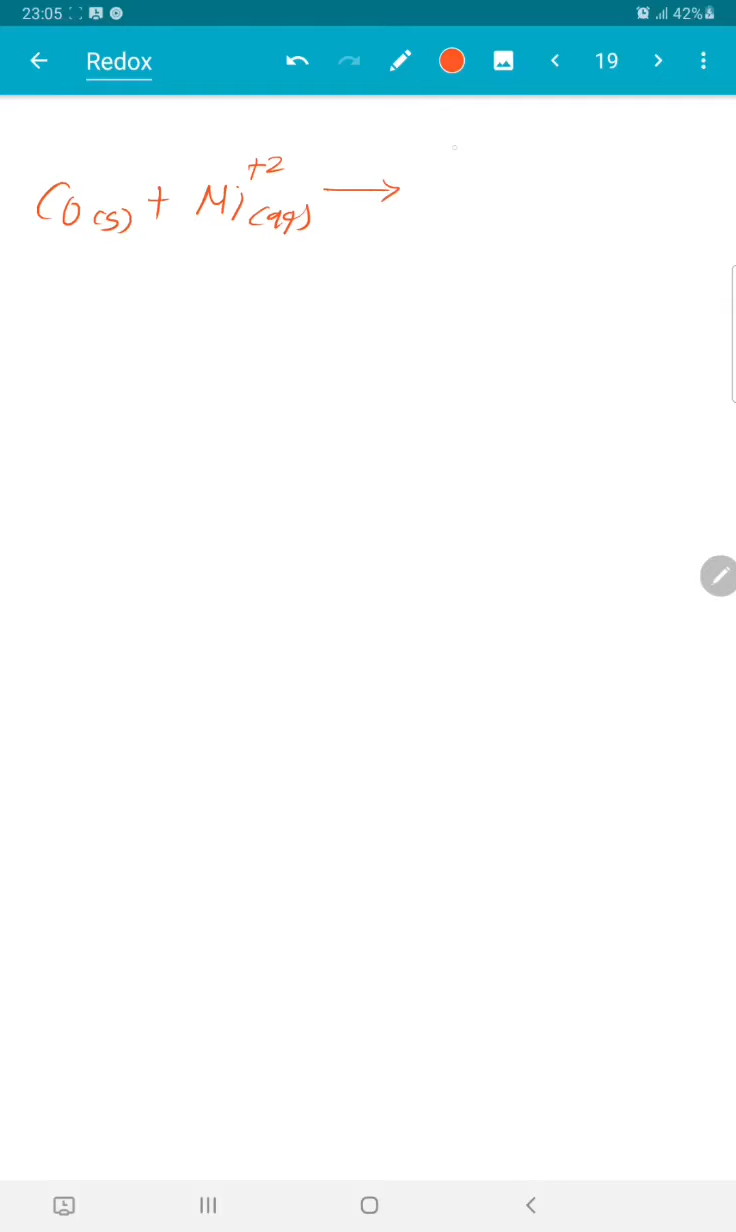 23:05 42%
Redox 19
Co(s) + Ni+2(aq) →